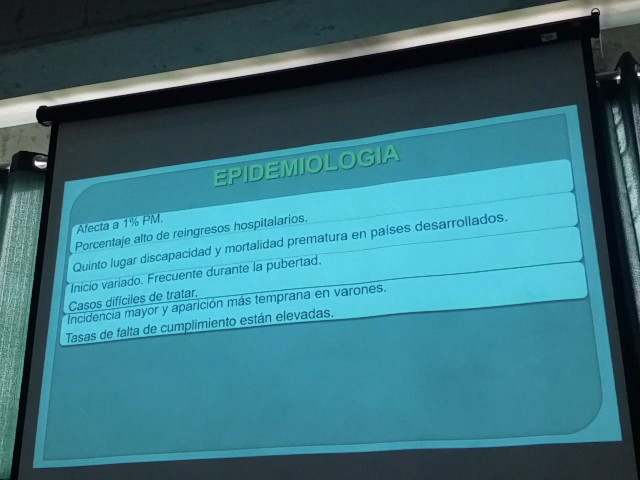 EPIDEMIOLOGIA
Afecta a 1% PM.
Porcentaje alto de reingresos hospitalarios.
Quinto lugar discapacidad y mortalidad prematura en países desarrollados.
Inicio variado. Frecuente durante la pubertad.
Casos difíciles de tratar.
Incidencia mayor y aparición más temprana en varones.
Tasas de falta de cumplimiento están elevadas.